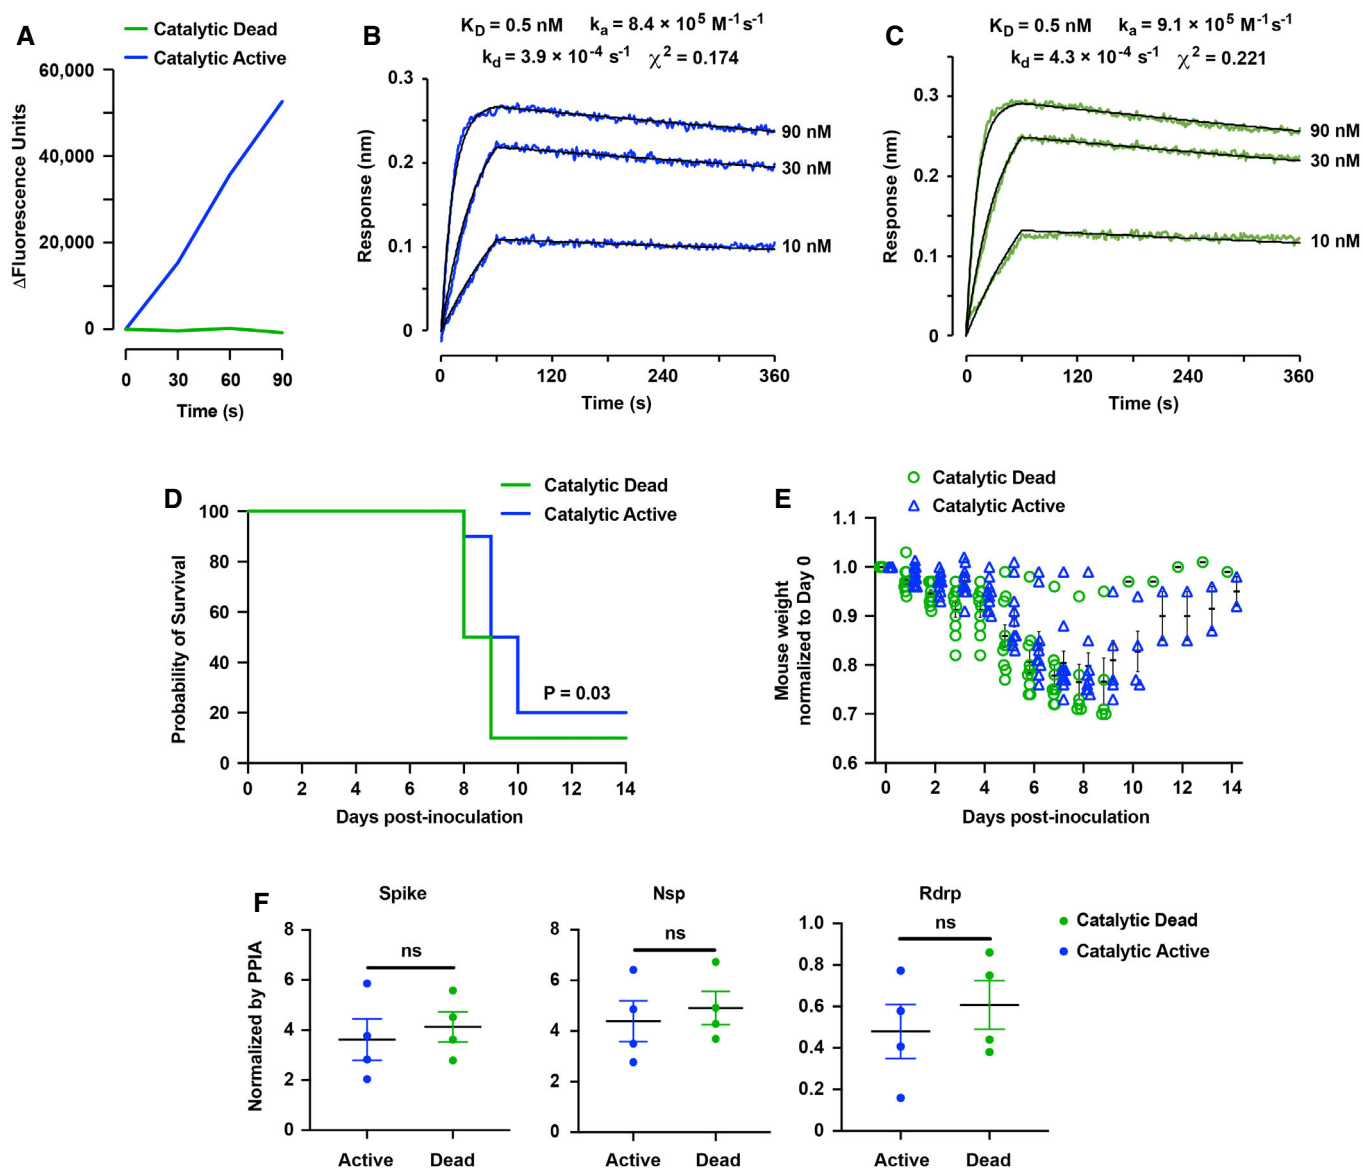 A
Catalytic Dead
Catalytic Active
60,000
40,000
20,000
0
ΔFluorescence Units
0 30 60 90
Time (s)
B
K_D = 0.5 nM k_a = 8.4 × 10⁵ M⁻¹s⁻¹
k_d = 3.9 × 10⁻⁴ s⁻¹ χ² = 0.174
0.3
0.2
0.1
0
Response (nm)
90 nM
30 nM
10 nM
0 120 240 360
Time (s)
C
K_D = 0.5 nM k_a = 9.1 × 10⁵ M⁻¹s⁻¹
k_d = 4.3 × 10⁻⁴ s⁻¹ χ² = 0.221
0.3
0.2
0.1
0
Response (nm)
90 nM
30 nM
10 nM
0 120 240 360
Time (s)
D
Catalytic Dead
Catalytic Active
100
80
60
40
20
0
Probability of Survival
P = 0.03
0 2 4 6 8 10 12 14
Days post-inoculation
E
Catalytic Dead
Catalytic Active
1.1
1.0
0.9
0.8
0.7
0.6
Mouse weight
normalized to Day 0
0 2 4 6 8 10 12 14
Days post-inoculation
F
Spike
8
6
4
2
0
Normalized by PPIA
ns
Active Dead
Nsp
8
6
4
2
0
ns
Active Dead
Rdrp
1.0
0.8
0.6
0.4
0.2
0
ns
Active Dead
Catalytic Dead
Catalytic Active